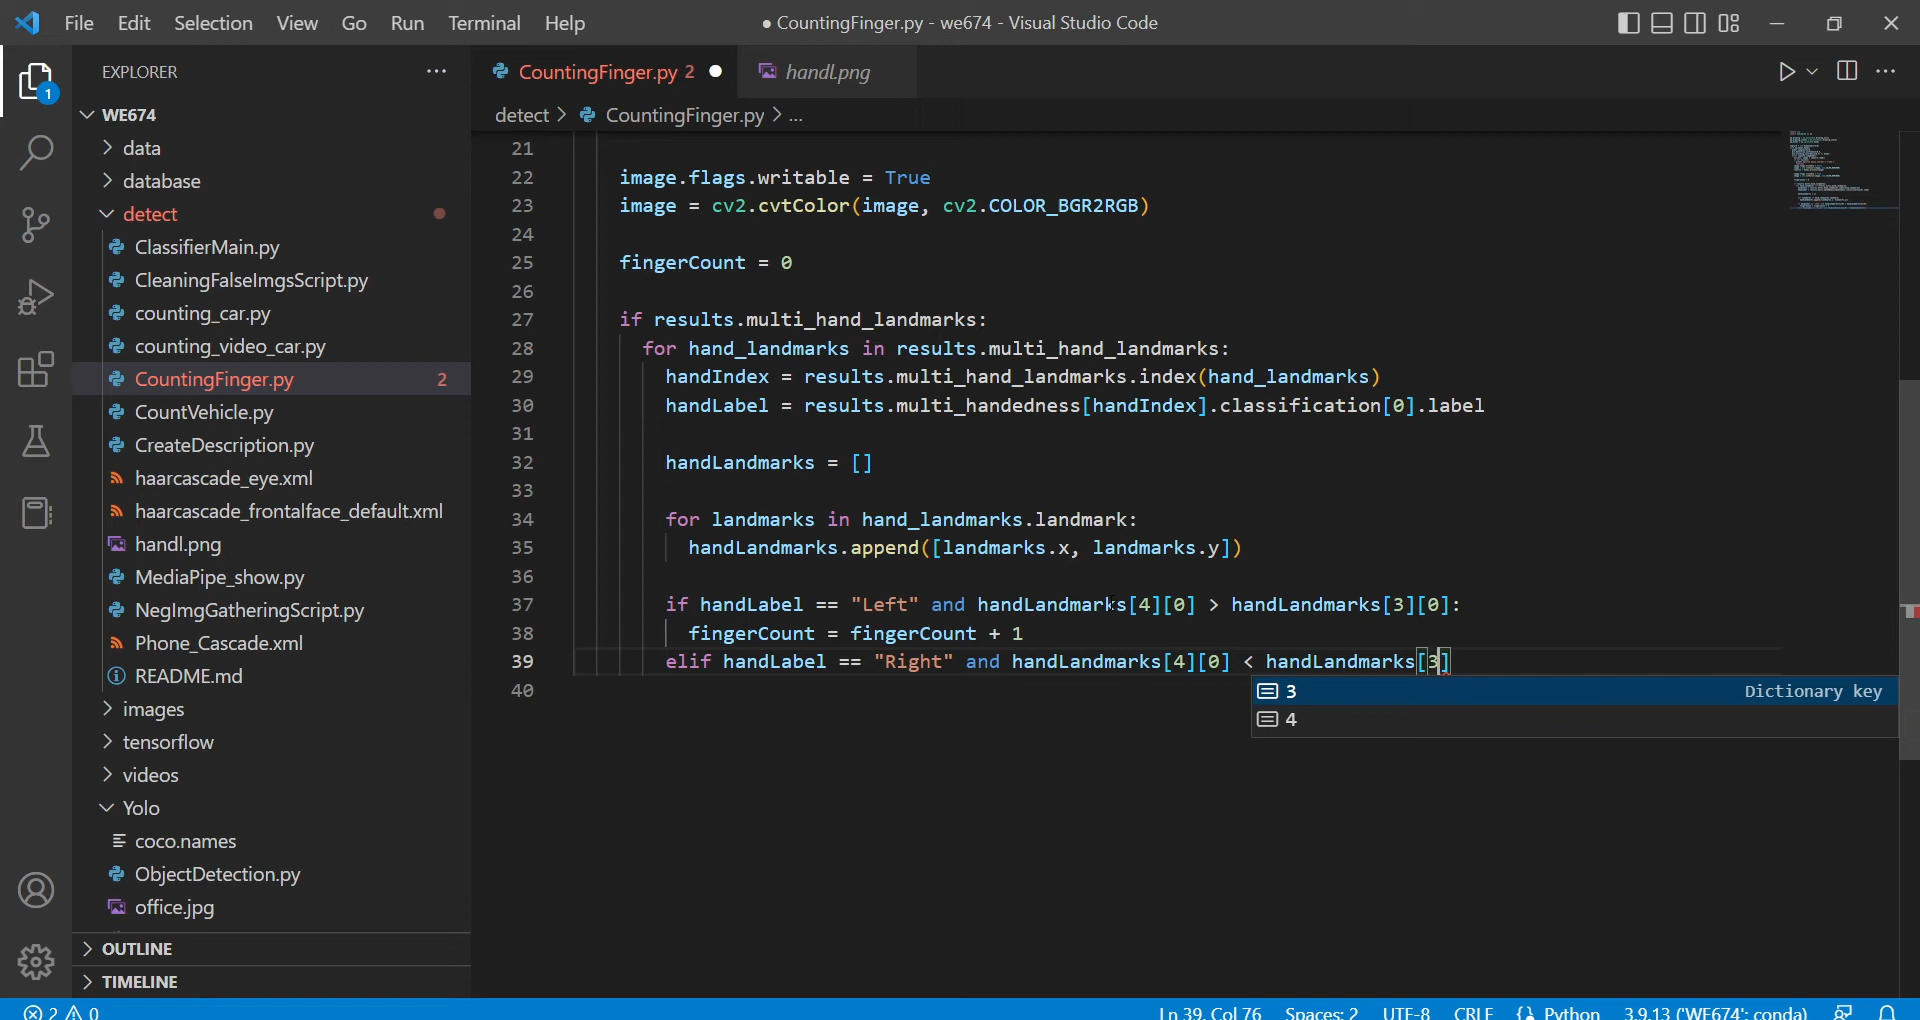 File Edit Selection View Go Run Terminal Help
● CountingFinger.py - we674 - Visual Studio Code
EXPLORER
1
WE674
data
database
detect
ClassifierMain.py
CleaningFalseImgsScript.py
counting_car.py
counting_video_car.py
CountingFinger.py 2
CountVehicle.py
CreateDescription.py
haarcascade_eye.xml
haarcascade_frontalface_default.xml
handl.png
MediaPipe_show.py
NegImgGatheringScript.py
Phone_Cascade.xml
README.md
images
tensorflow
videos
Yolo
coco.names
ObjectDetection.py
office.jpg
OUTLINE
TIMELINE
CountingFinger.py 2 ● handl.png
detect > CountingFinger.py > ...
21
22 image.flags.writable = True
23 image = cv2.cvtColor(image, cv2.COLOR_BGR2RGB)
24
25 fingerCount = 0
26
27 if results.multi_hand_landmarks:
28 for hand_landmarks in results.multi_hand_landmarks:
29 handIndex = results.multi_hand_landmarks.index(hand_landmarks)
30 handLabel = results.multi_handedness[handIndex].classification[0].label
31
32 handLandmarks = []
33
34 for landmarks in hand_landmarks.landmark:
35 handLandmarks.append([landmarks.x, landmarks.y])
36
37 if handLabel == "Left" and handLandmarks[4][0] > handLandmarks[3][0]:
38 fingerCount = fingerCount + 1
39 elif handLabel == "Right" and handLandmarks[4][0] < handLandmarks[3]
40
3 Dictionary key
4
2 0 Ln 39, Col 76 Spaces: 2 UTF-8 CRLF Python 3.9.13 ('WE674': conda)